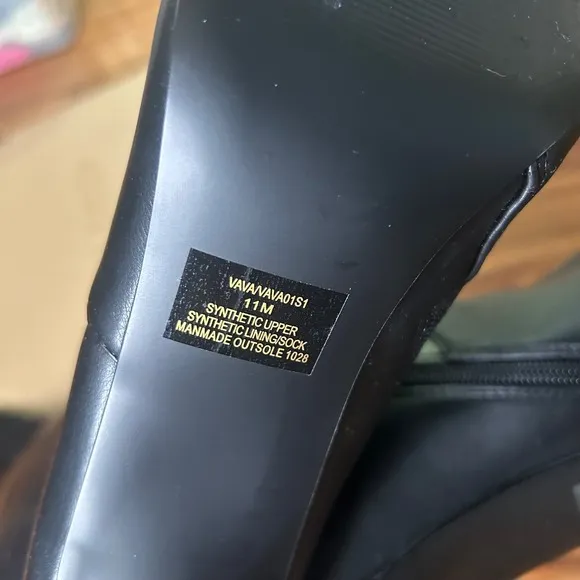 VAVA/VAVA01S1
11M
SYNTHETIC UPPER
SYNTHETIC LINING/SOCK
MANMADE OUTSOLE 1028